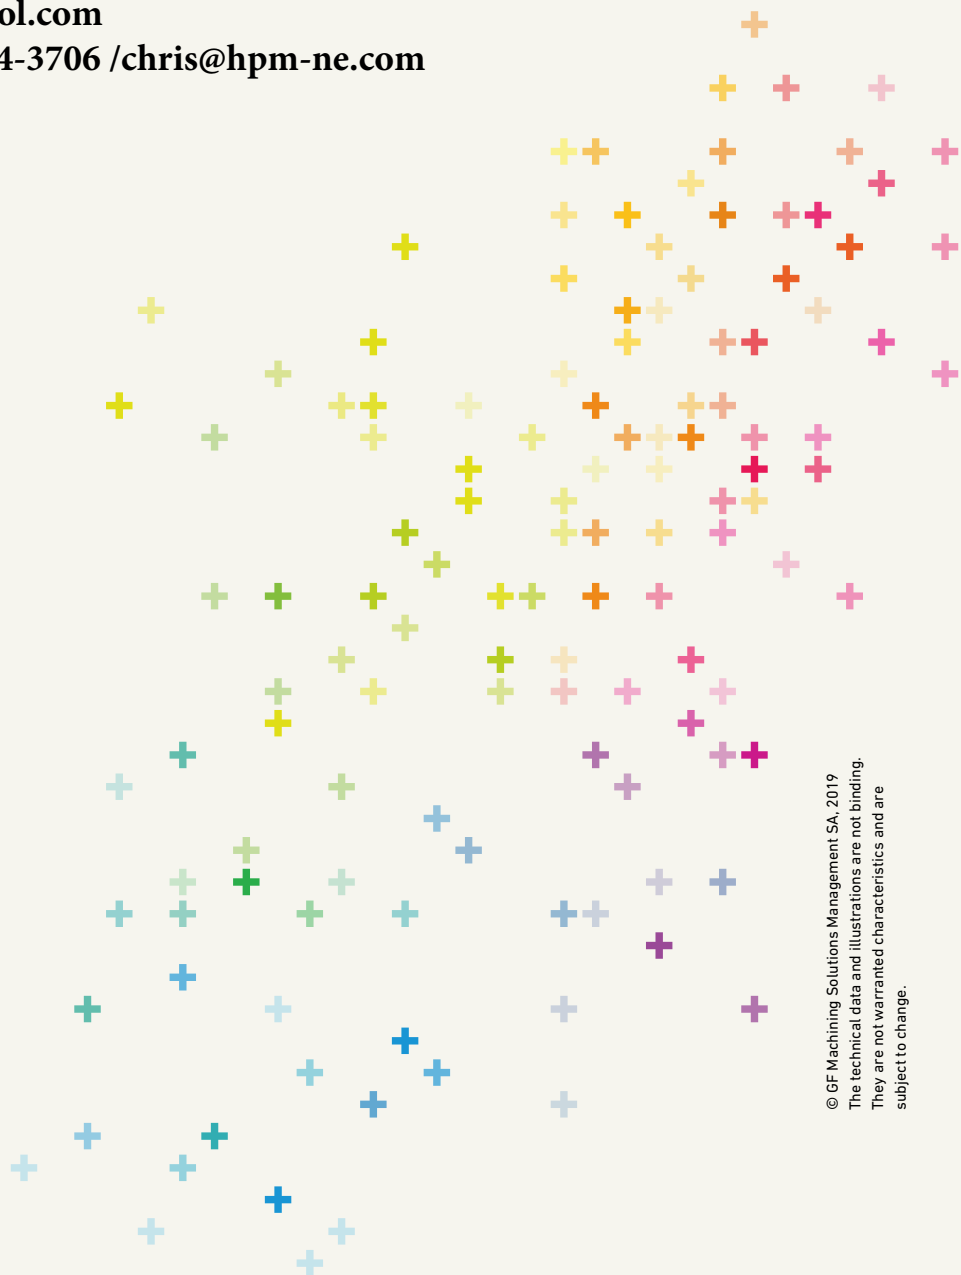 ol.com
4-3706 /chris@hpm-ne.com
© GF Machining Solutions Management SA, 2019
The technical data and illustrations are not binding.
They are not warranted characteristics and are
subject to change.